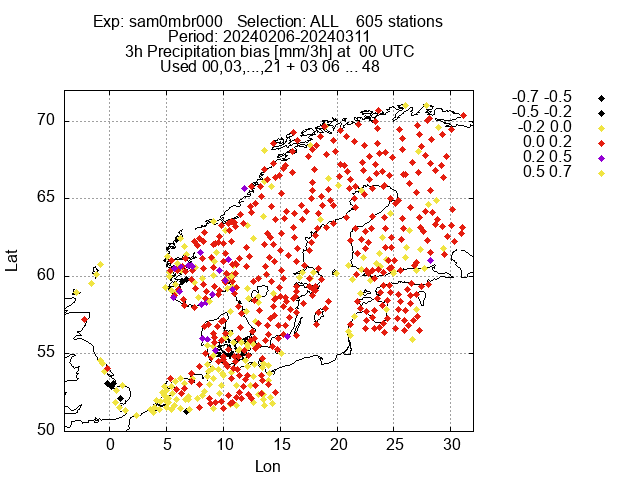 Exp: sam0mbr000   Selection: ALL    605 stations
Period: 20240206-20240311
3h Precipitation bias [mm/3h] at  00 UTC
Used 00,03,...,21 + 03 06 ... 48
-0.7 -0.5
-0.5 -0.2
-0.2 0.0
0.0 0.2
0.2 0.5
0.5 0.7
70
65
60
55
50
Lat
0 5 10 15 20 25 30
Lon